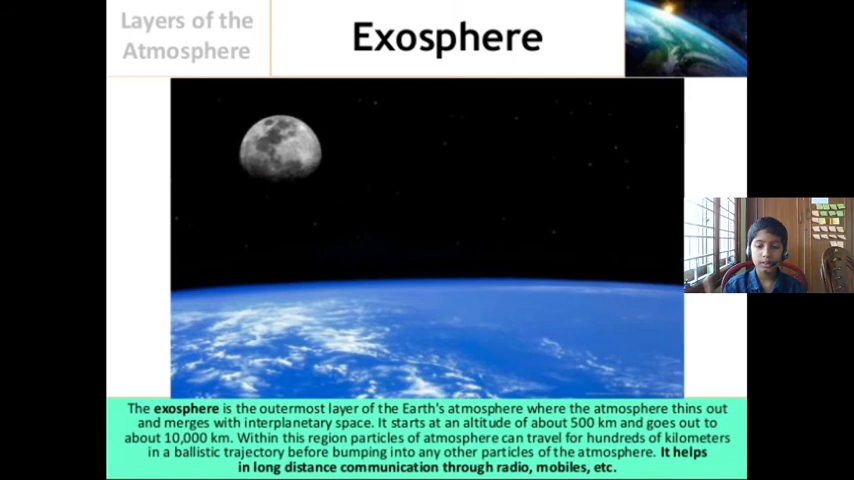 Layers of the
Atmosphere
Exosphere
The exosphere is the outermost layer of the Earth's atmosphere where the atmosphere thins out
and merges with interplanetary space. It starts at an altitude of about 500 km and goes out to
about 10,000 km. Within this region particles of atmosphere can travel for hundreds of kilometers
in a ballistic trajectory before bumping into any other particles of the atmosphere. It helps
in long distance communication through radio, mobiles, etc.